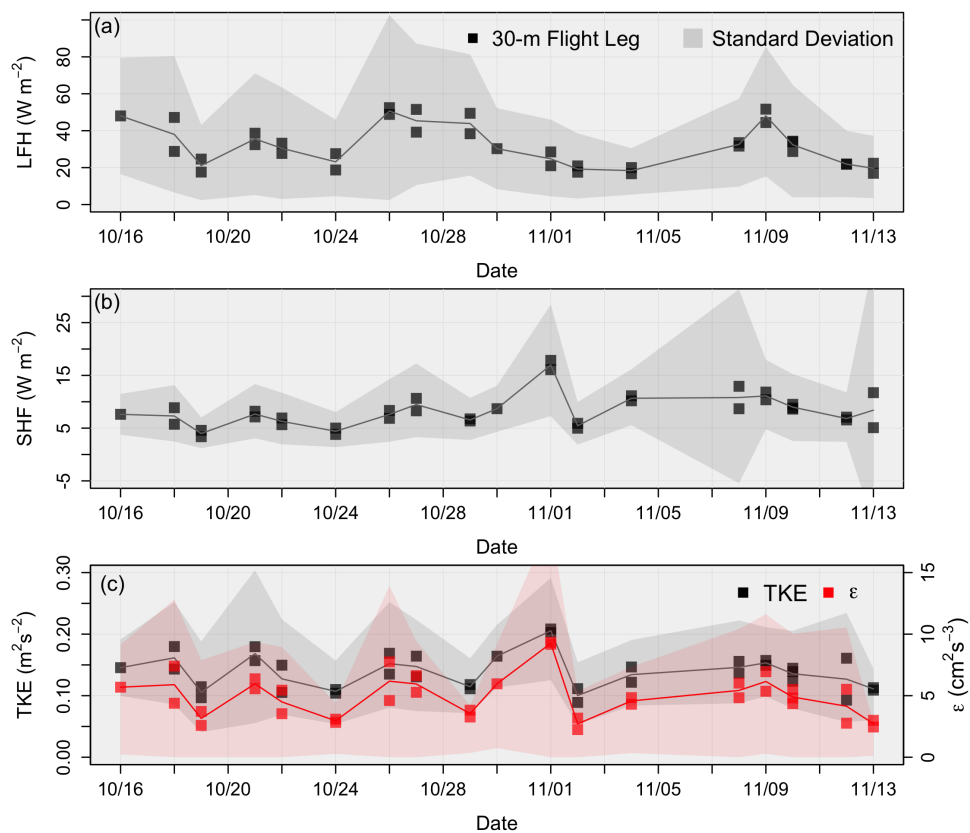 (a)
30-m Flight Leg
Standard Deviation
LFH (W m−2)
0 20 40 60 80
10/16 10/20 10/24 10/28 11/01 11/05 11/09 11/13
Date
(b)
SHF (W m−2)
-5 5 15 25
10/16 10/20 10/24 10/28 11/01 11/05 11/09 11/13
Date
(c)
TKE
ε
TKE (m2s−2)
0.00 0.10 0.20 0.30
ε (cm2s−3)
0 5 10 15
10/16 10/20 10/24 10/28 11/01 11/05 11/09 11/13
Date